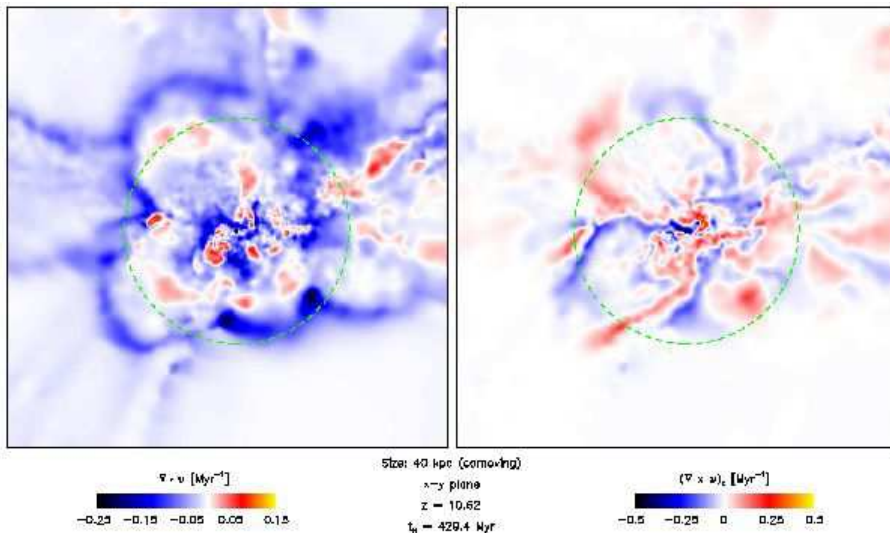 Size: 40 kpc (comoving)
x-y plane
z = 10.62
t_H = 429.4 Myr
∇ · v [Myr⁻¹]
-0.25 -0.15 -0.05 0.05 0.15
(∇ x v)_z [Myr⁻¹]
-0.5 -0.25 0 0.25 0.5